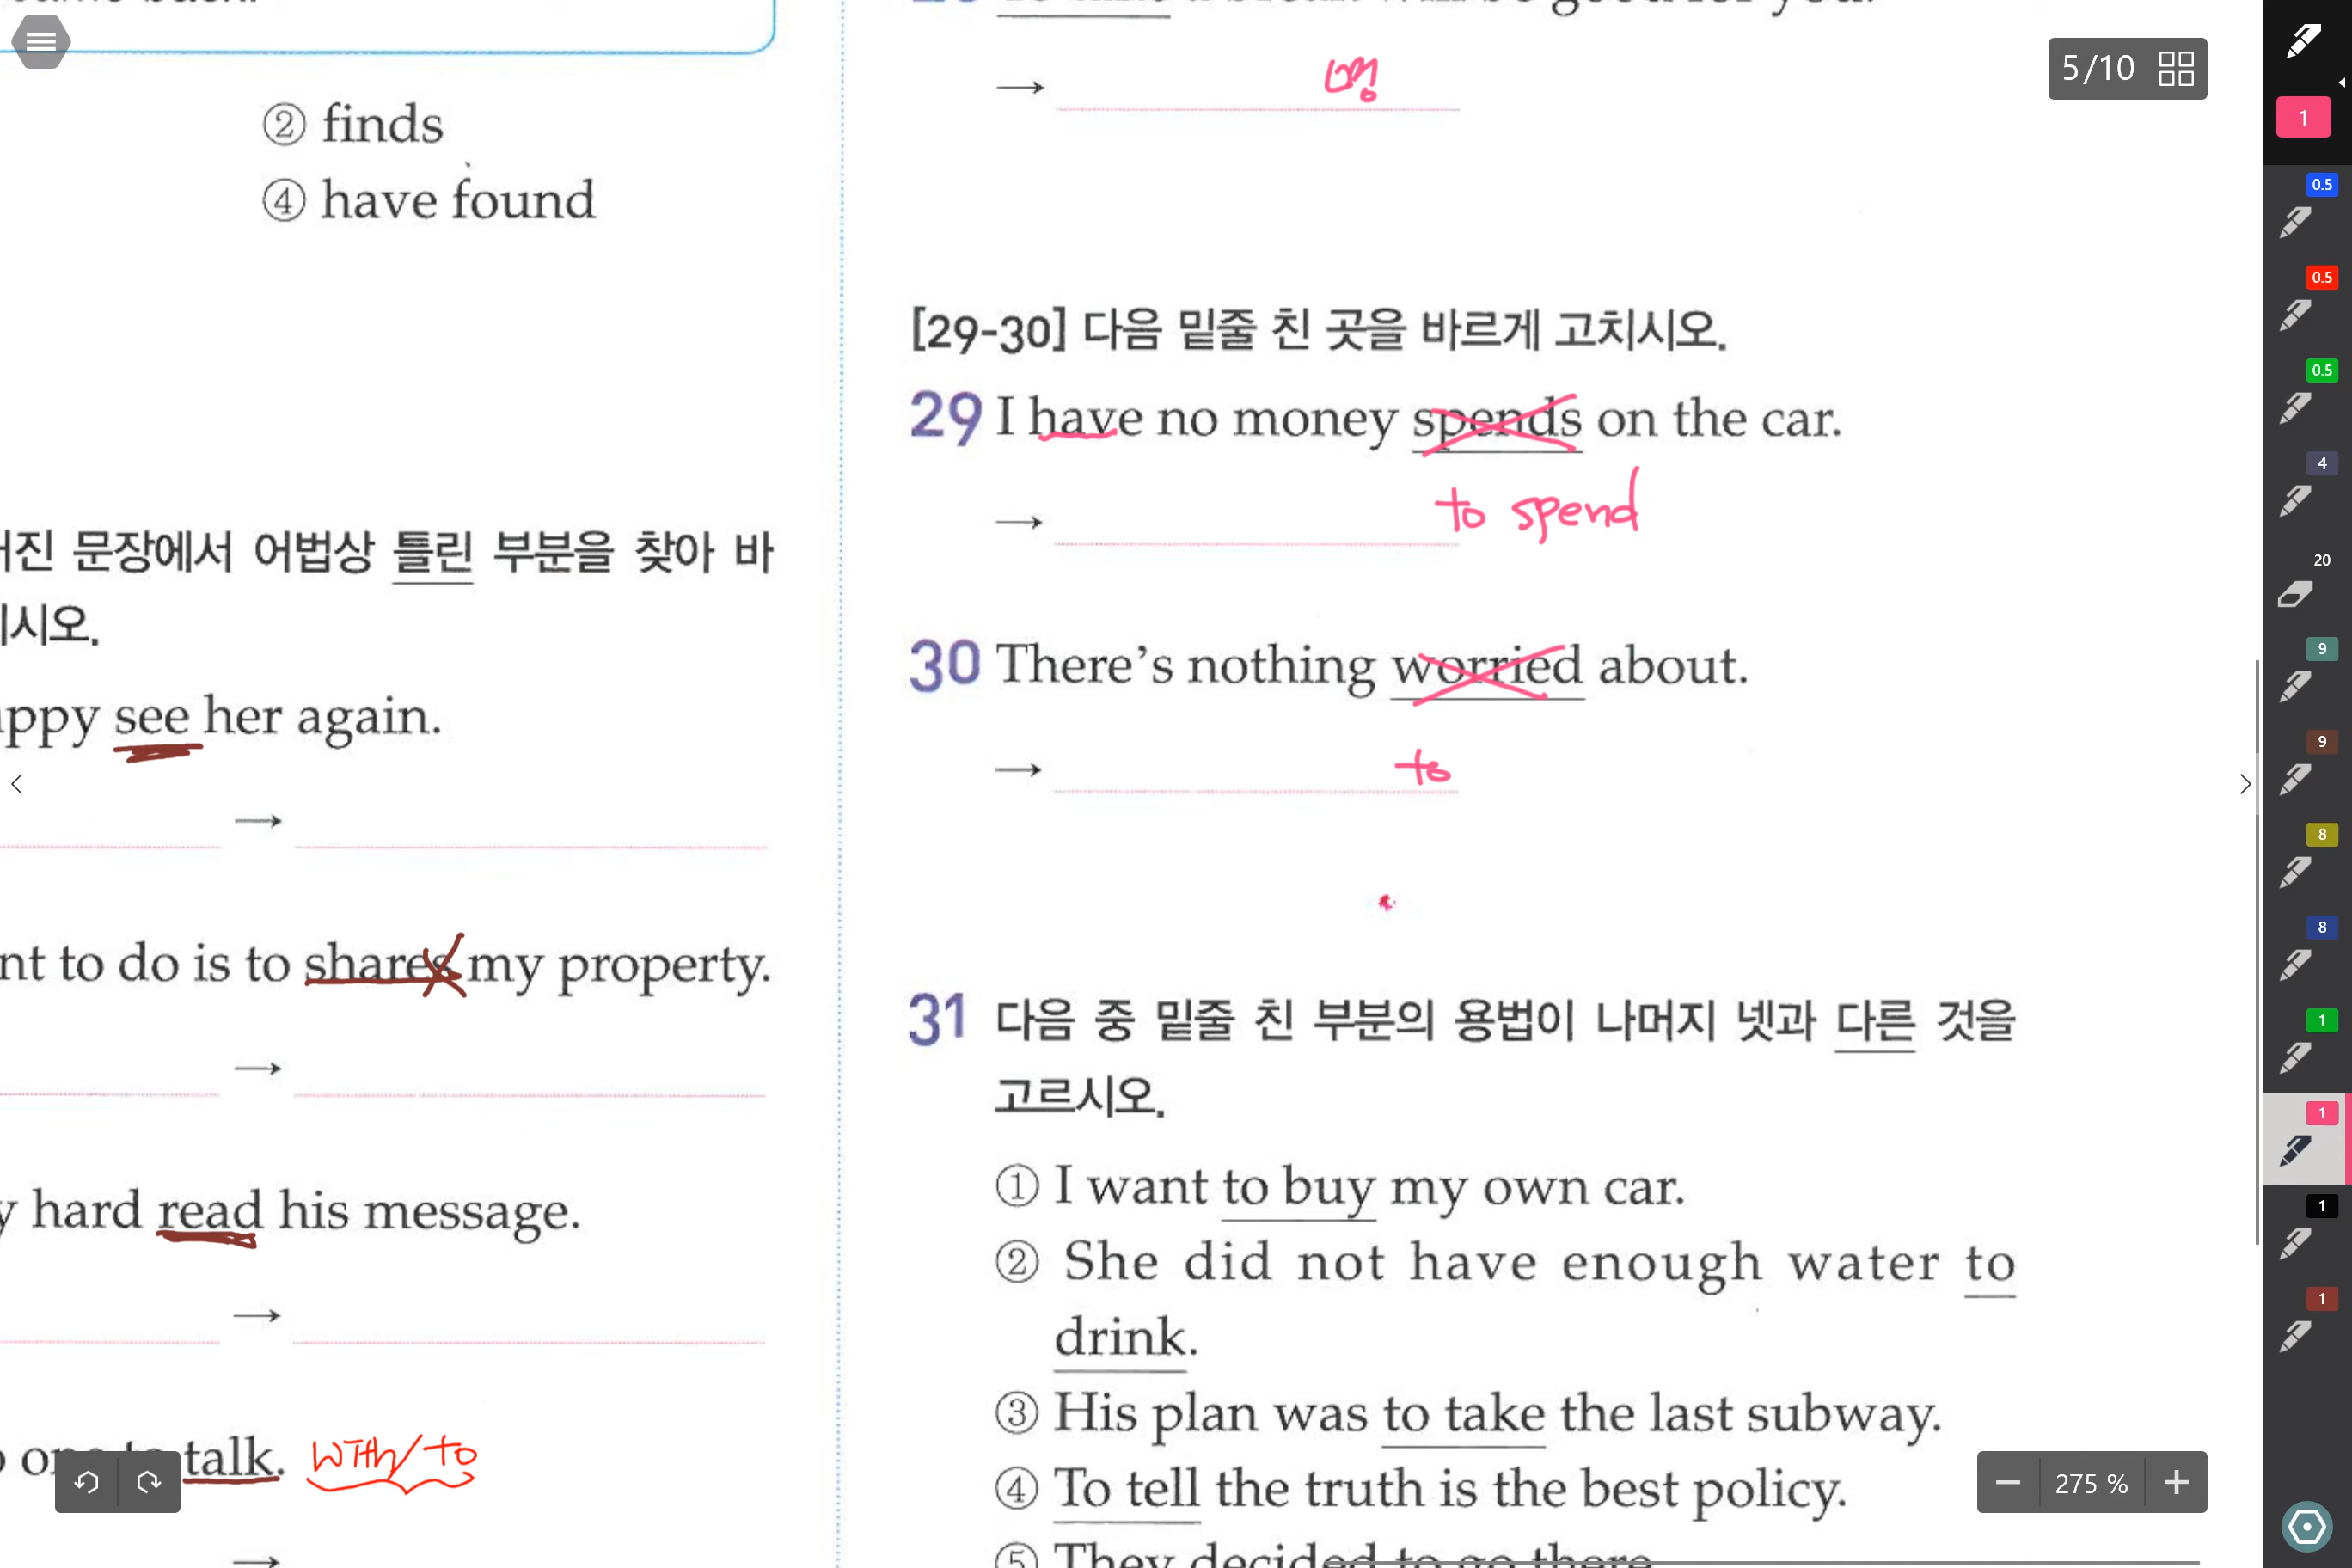 ② finds
④ have found
진 문장에서 어법상 틀린 부분을 찾아 바
시오.
ppy see her again.
→
nt to do is to shares my property.
→
y hard read his message.
→
talk. with/to
→
→ 명
[29-30] 다음 밑줄 친 곳을 바르게 고치시오.
29 I have no money spends on the car.
→ to spend
30 There's nothing worried about.
→ to
31 다음 중 밑줄 친 부분의 용법이 나머지 넷과 다른 것을
고르시오.
① I want to buy my own car.
② She did not have enough water to
drink.
③ His plan was to take the last subway.
④ To tell the truth is the best policy.
⑤ They decided to go there
5/10
275 %
1
0.5
0.5
0.5
4
20
9
9
8
8
1
1
1
1